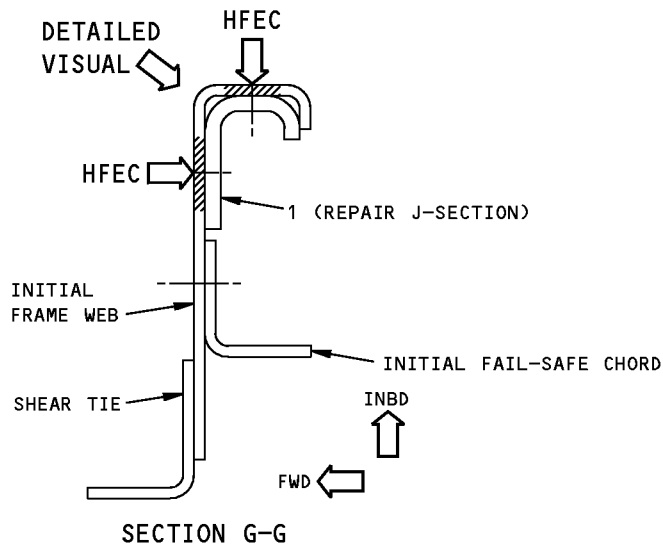 DETAILED
VISUAL
HFEC
HFEC
1 (REPAIR J-SECTION)
INITIAL
FRAME WEB
INITIAL FAIL-SAFE CHORD
SHEAR TIE
INBD
FWD
SECTION G-G